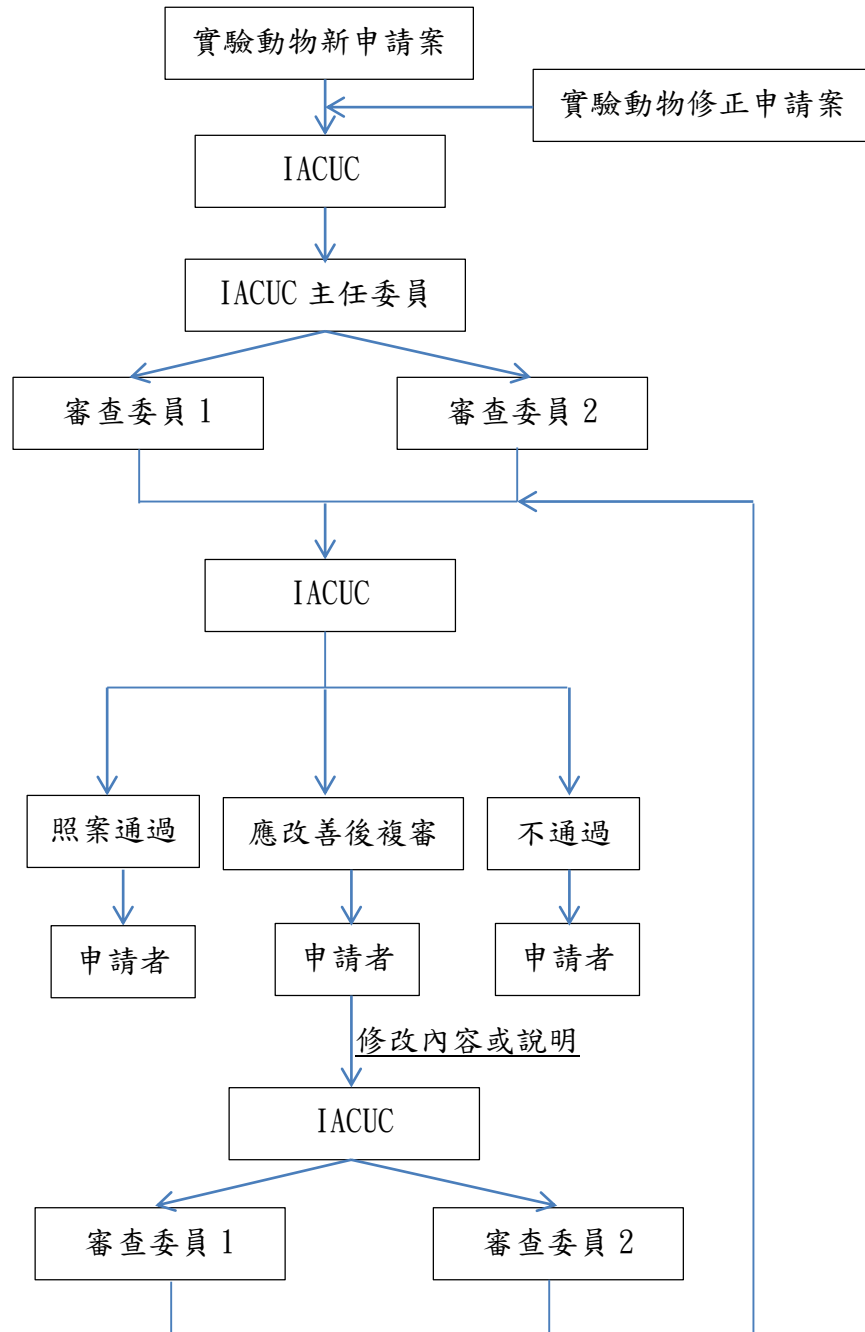 實驗動物新申請案
實驗動物修正申請案
IACUC
IACUC 主任委員
審查委員 1
審查委員 2
IACUC
照案通過
應改善後複審
不通過
申請者
申請者
申請者
修改內容或說明
IACUC
審查委員 1
審查委員 2